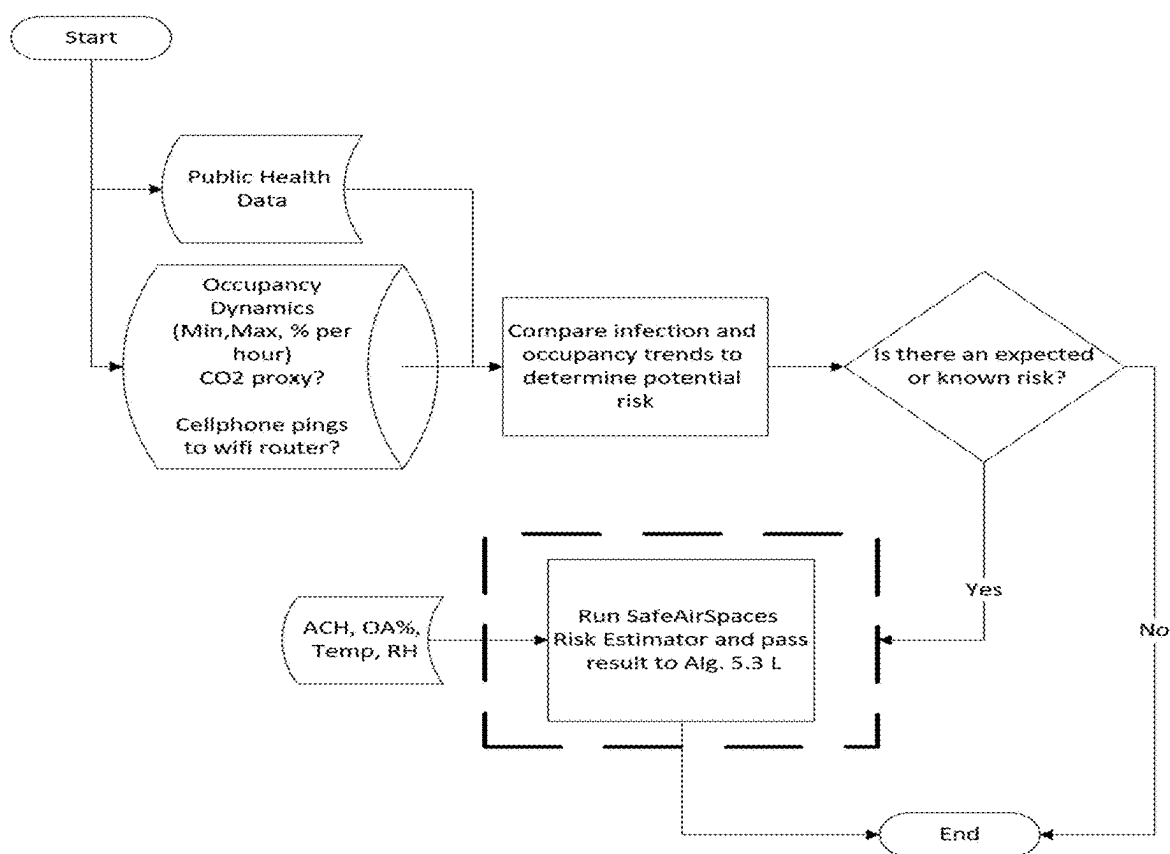 Start
Public Health
Data
Occupancy
Dynamics
(Min,Max, % per
hour)
CO2 proxy?
Cellphone pings
to wifi router?
Compare infection and
occupancy trends to
determine potential
risk
Is there an expected
or known risk?
Yes
No
ACH, OA%,
Temp, RH
Run SafeAirSpaces
Risk Estimator and pass
result to Alg. 5.3 L
End